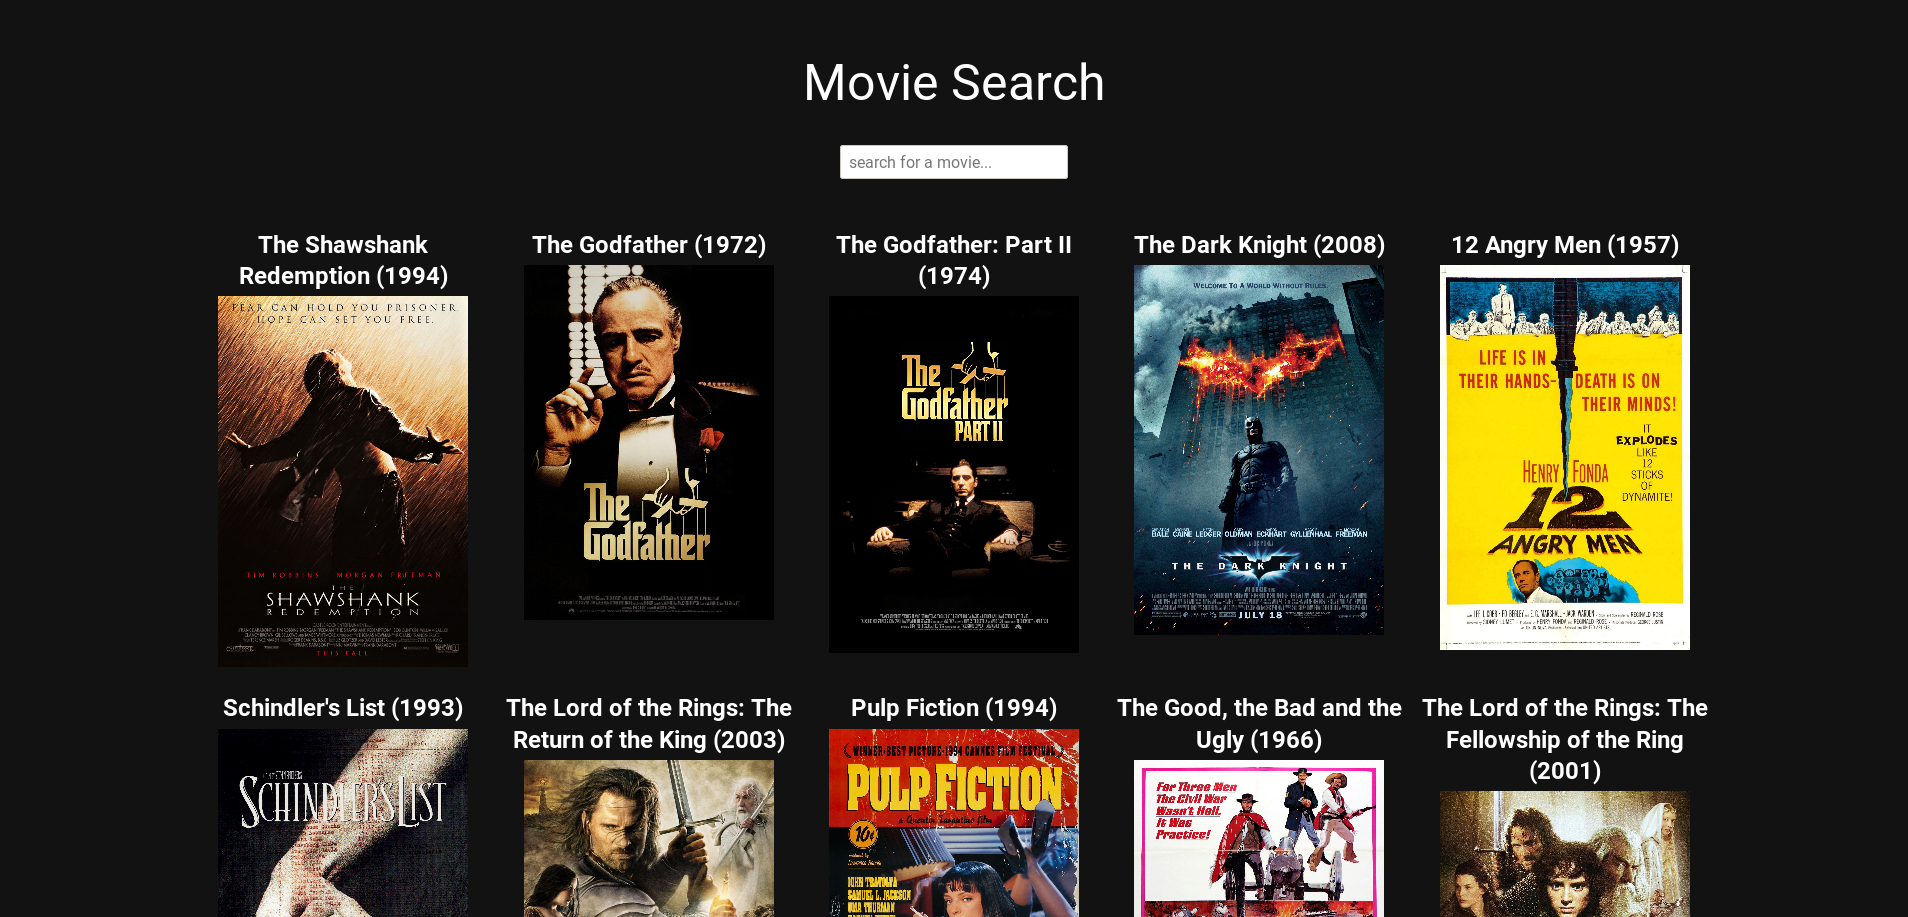 Movie Search
search for a movie...
The Shawshank
Redemption (1994)
The Godfather (1972)
The Godfather: Part II
(1974)
The Dark Knight (2008)
12 Angry Men (1957)
FEAR CAN HOLD YOU PRISONER
HOPE CAN SET YOU FREE.
TIM ROBBINS MORGAN FREEMAN
THE
SHAWSHANK
REDEMPTION
THIS FALL
The
Godfather
The
Godfather
PART II
WELCOME TO A WORLD WITHOUT RULES.
BALE CAINE LEDGER OLDMAN ECKHART GYLLENHAAL FREEMAN
THE DARK KNIGHT
JULY 18
LIFE IS IN
THEIR HANDS-
DEATH IS ON
THEIR MINDS!
IT
EXPLODES
LIKE
12
STICKS
OF
DYNAMITE!
HENRY FONDA
12
ANGRY MEN
Schindler's List (1993)
The Lord of the Rings: The
Return of the King (2003)
Pulp Fiction (1994)
The Good, the Bad and the
Ugly (1966)
The Lord of the Rings: The
Fellowship of the Ring
(2001)
SCHINDLER'S LIST
WINNER-BEST PICTURE-1994 CANNES FILM FESTIVAL
PULP FICTION
a Quentin Tarantino film
10¢
JOHN TRAVOLTA
SAMUEL L. JACKSON
UMA THURMAN
For Three Men
The Civil War
Wasn't Hell.
It Was
Practice!